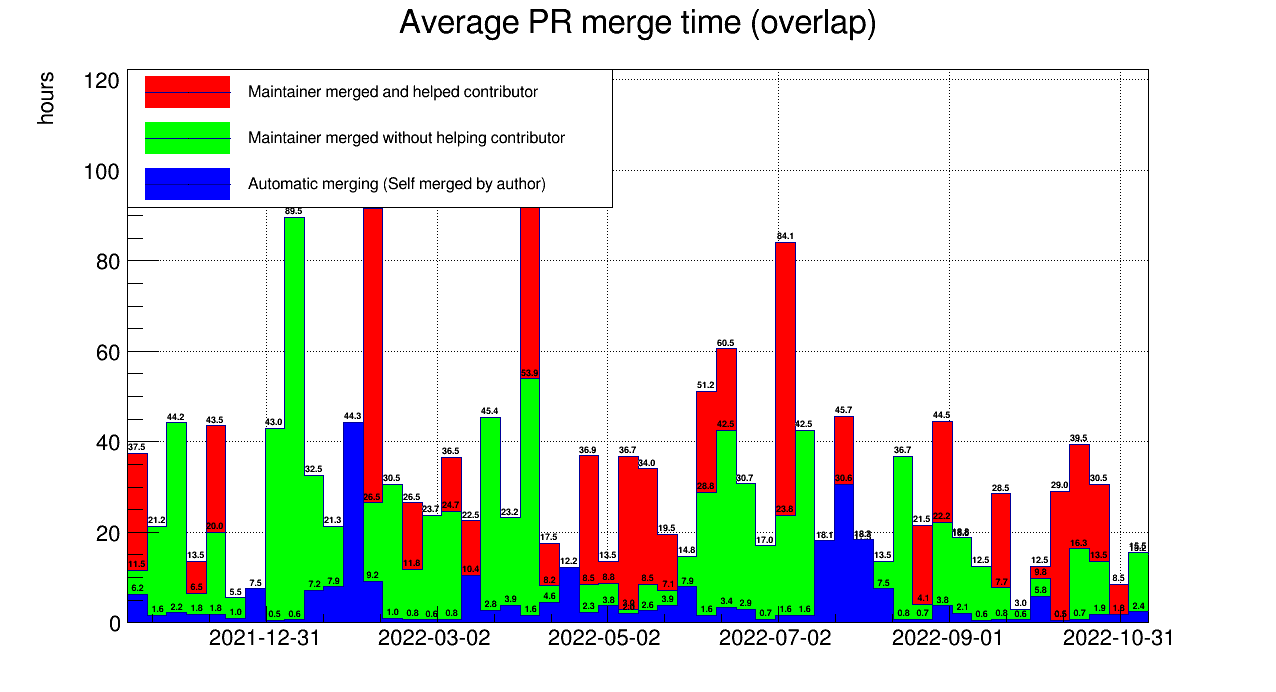 Average PR merge time (overlap)
hours
Maintainer merged and helped contributor
Maintainer merged without helping contributor
Automatic merging (Self merged by author)
120
100
80
60
40
20
0
89.5
84.1
60.5
53.9
51.2
37.5 44.2 43.5 43.0 44.3 45.4 42.5 42.5 45.7 44.5
32.5 30.5 26.5 26.5 36.5 36.9 36.7 34.0 30.7 36.7 39.5 30.5
21.2 20.0 21.3 23.7 24.7 22.5 23.2 28.8 23.8 30.6 21.5 22.2 28.5 29.0
11.5 13.5 11.8 10.4 17.5 12.2 13.5 19.5 14.8 17.0 18.1 13.5 12.5 12.5 16.3 13.5
6.2 6.5 5.5 7.5 7.2 7.9 9.2 8.2 8.5 8.8 8.5 7.1 7.9 7.5 7.7 9.8 8.5
1.6 2.2 1.8 1.8 1.0 0.5 0.6 1.0 0.8 0.6 0.8 2.8 3.9 1.6 4.6 2.3 3.8 2.6 3.9 1.6 3.4 2.9 0.7 1.6 1.6 0.8 4.1 0.7 3.8 2.1 0.6 0.8 3.0 0.6 5.8 0.5 0.7 1.9 2.4
2021-12-31 2022-03-02 2022-05-02 2022-07-02 2022-09-01 2022-10-31